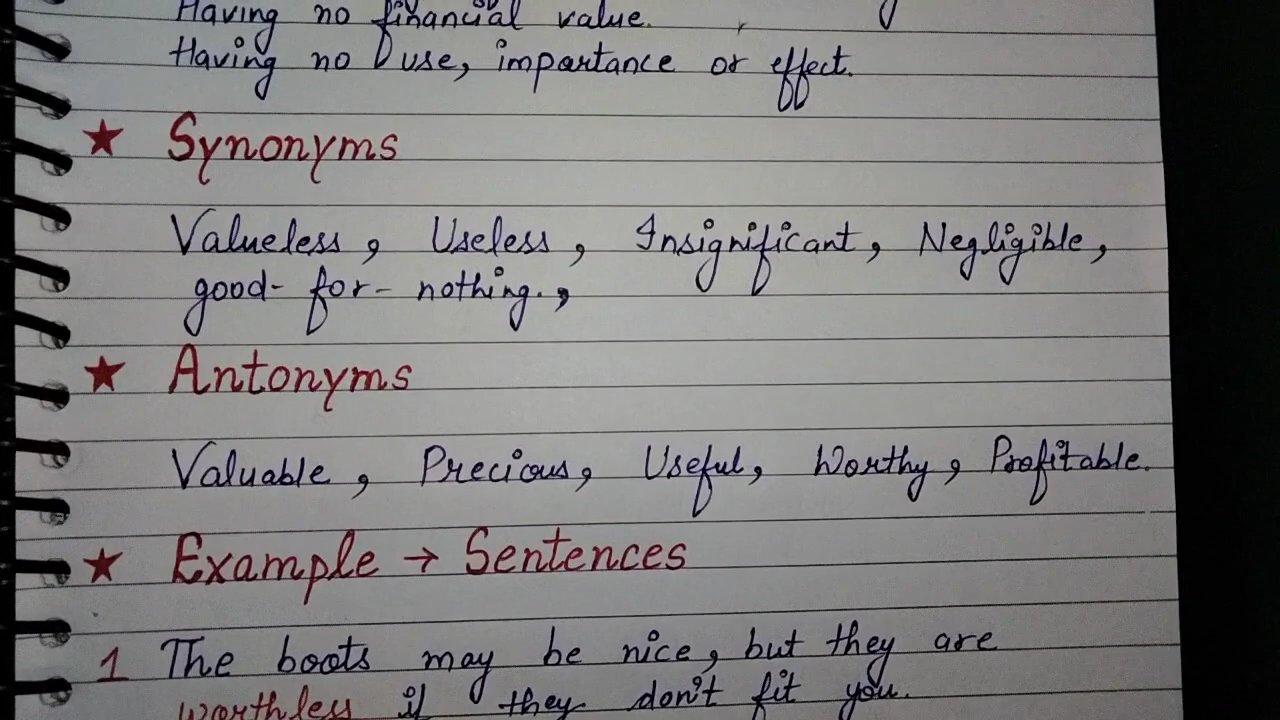 Having no financial value.
Having no use, importance or effect.
★ Synonyms
Valueless, Useless, Insignificant, Negligible,
good-for-nothing.,
★ Antonyms
Valuable, Precious, Useful, Worthy, Profitable.
★ Example → Sentences
1 The boots may be nice, but they are
worthless if they don't fit you.